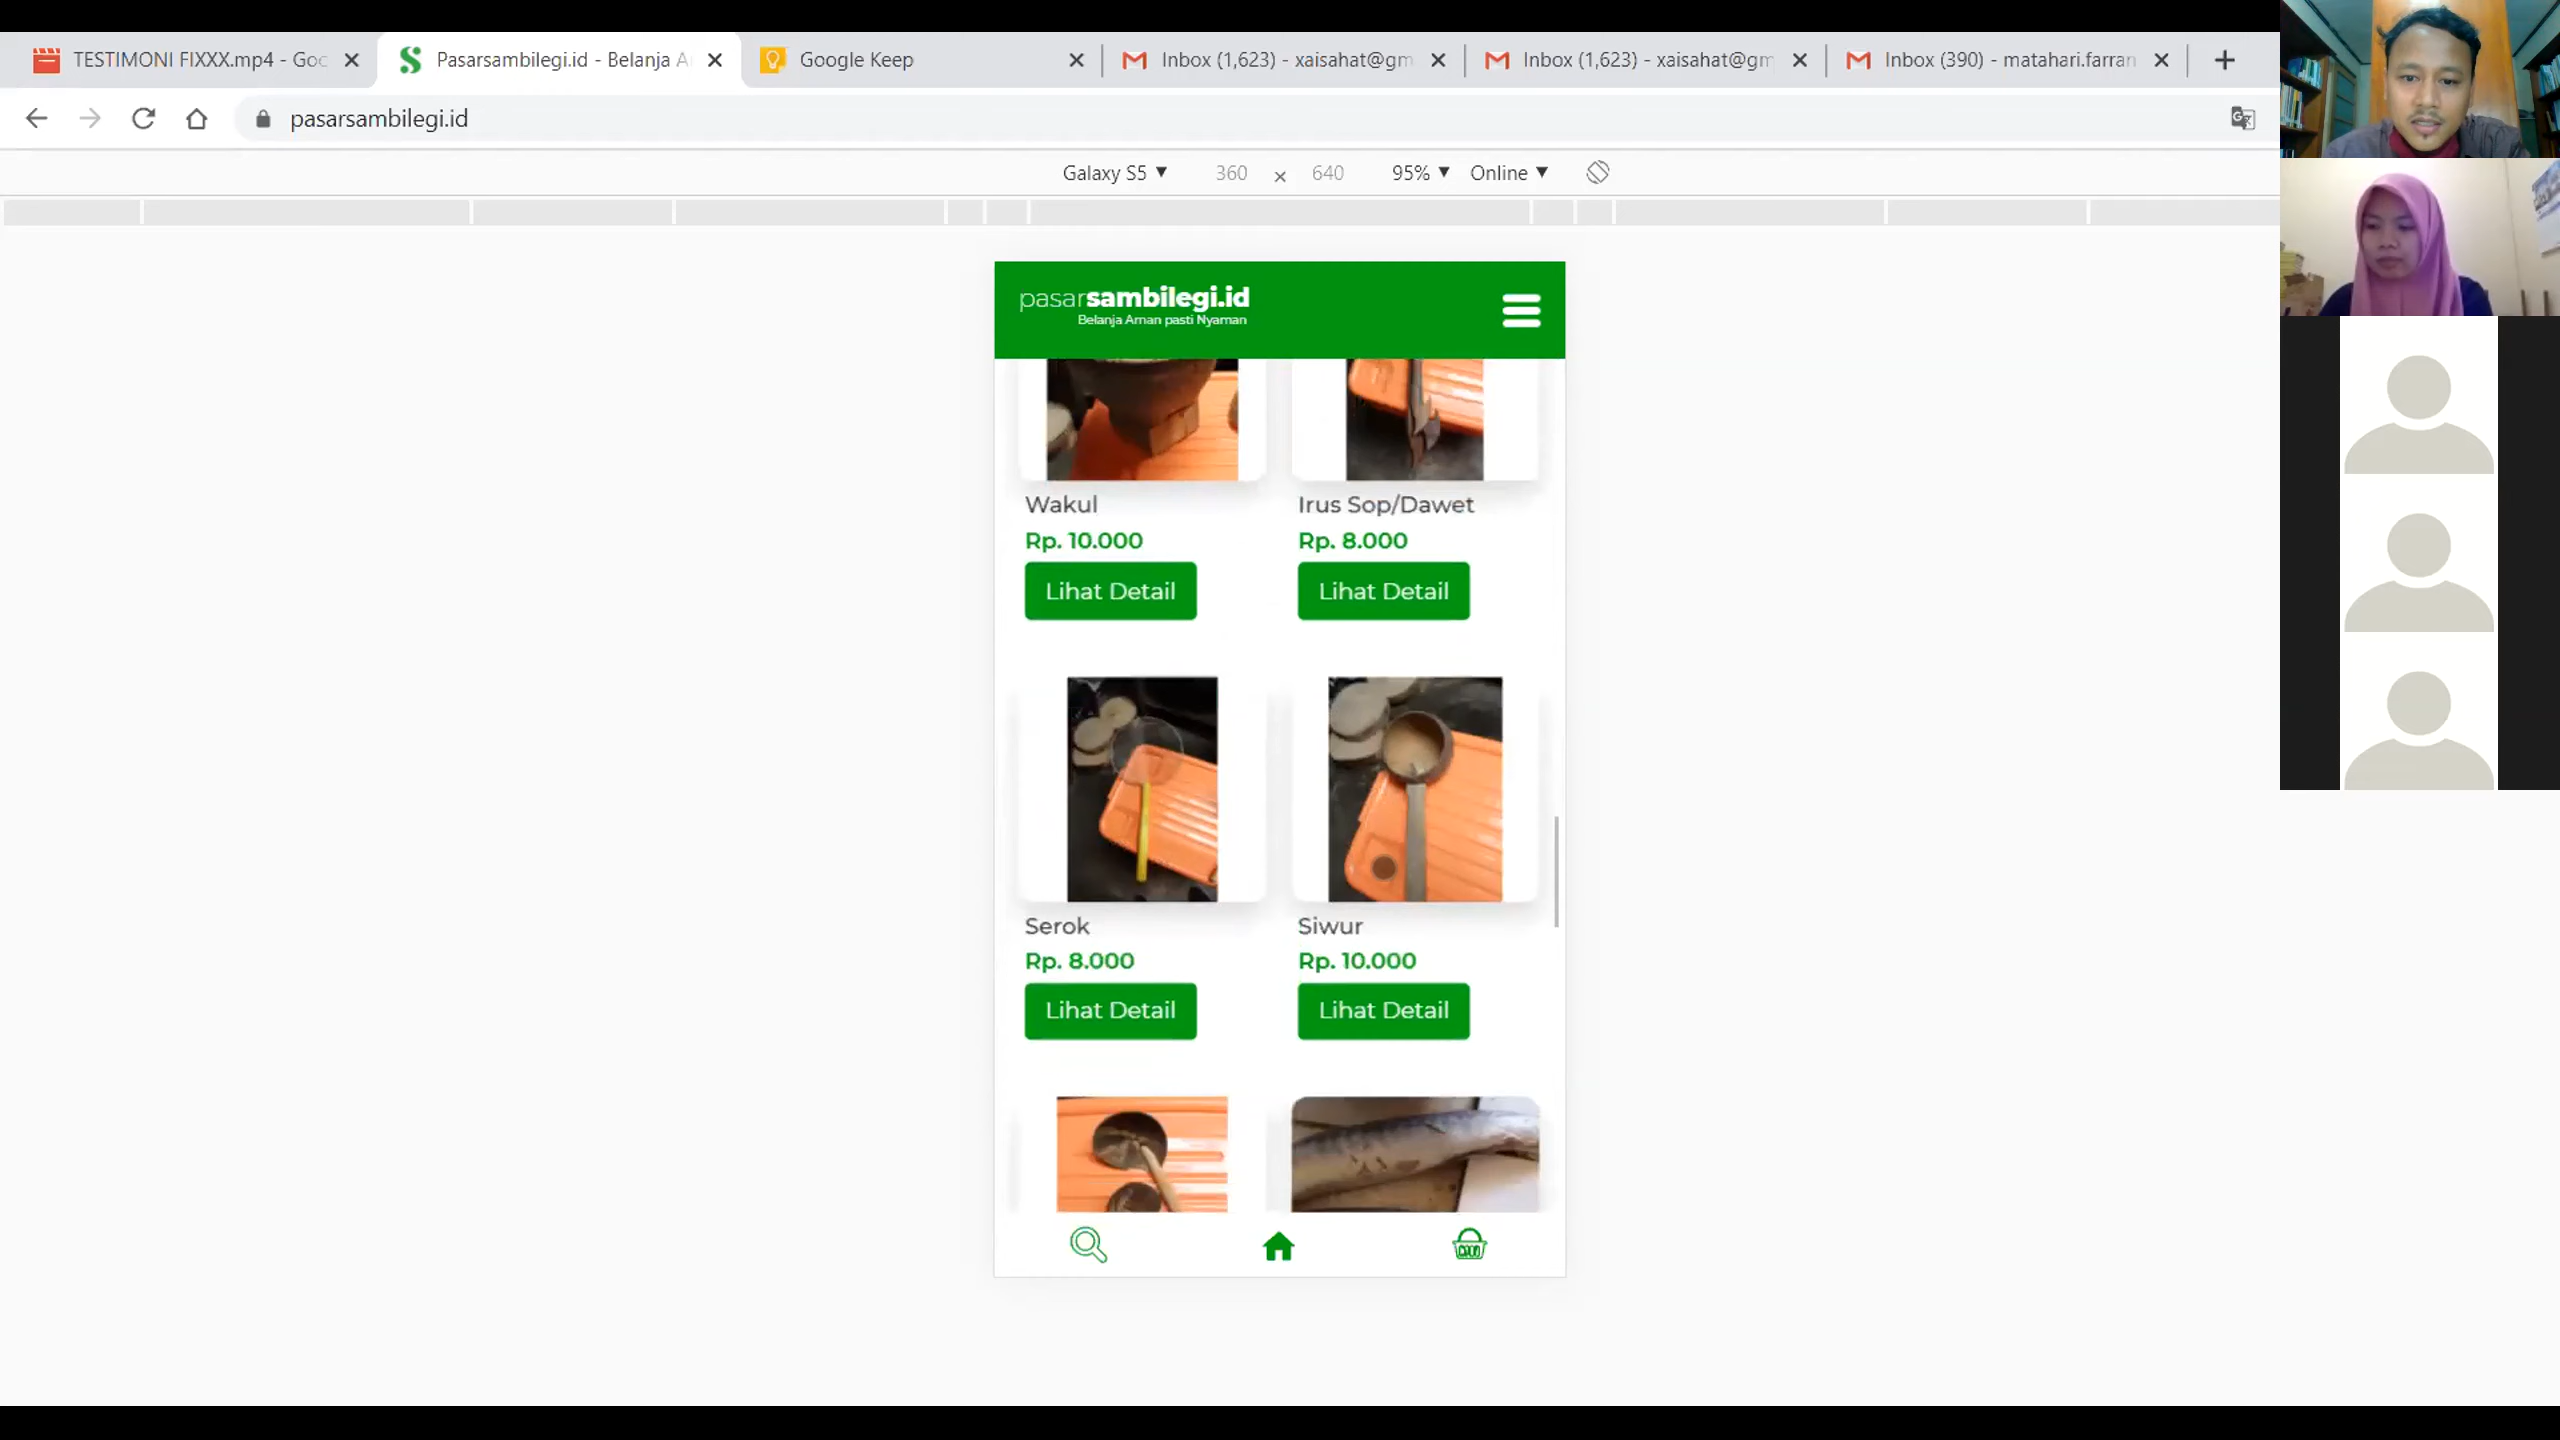 TESTIMONI FIXXX.mp4 - Goo
Pasarsambilegi.id - Belanja A
Google Keep
Inbox (1,623) - xaisahat@gm
Inbox (1,623) - xaisahat@gm
Inbox (390) - matahari.farran
pasarsambilegi.id
Galaxy S5 ▼ 360 × 640 95% ▼ Online ▼
pasarsambilegi.id
Belanja Aman pasti Nyaman
Wakul
Rp. 10.000
Lihat Detail
Irus Sop/Dawet
Rp. 8.000
Lihat Detail
Serok
Rp. 8.000
Lihat Detail
Siwur
Rp. 10.000
Lihat Detail